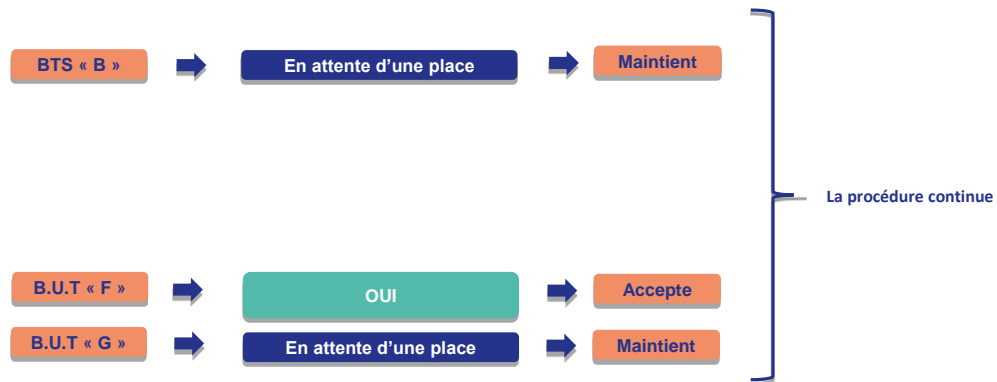 BTS « B »
En attente d'une place
Maintient
La procédure continue
B.U.T « F »
OUI
Accepte
B.U.T « G »
En attente d'une place
Maintient